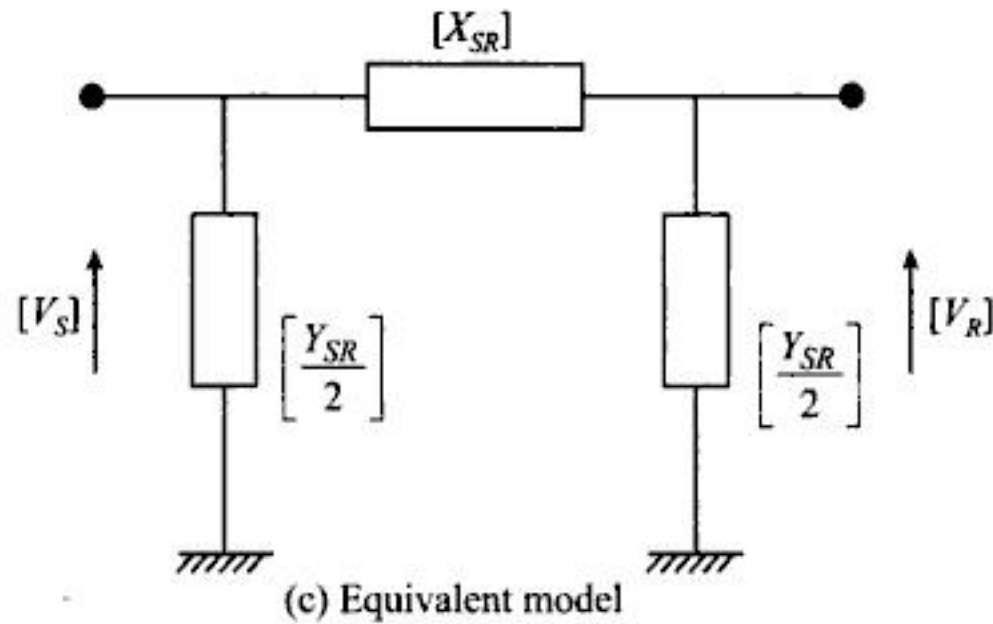 [X_SR]
[V_S]
[Y_SR/2]
[Y_SR/2]
[V_R]
(c) Equivalent model